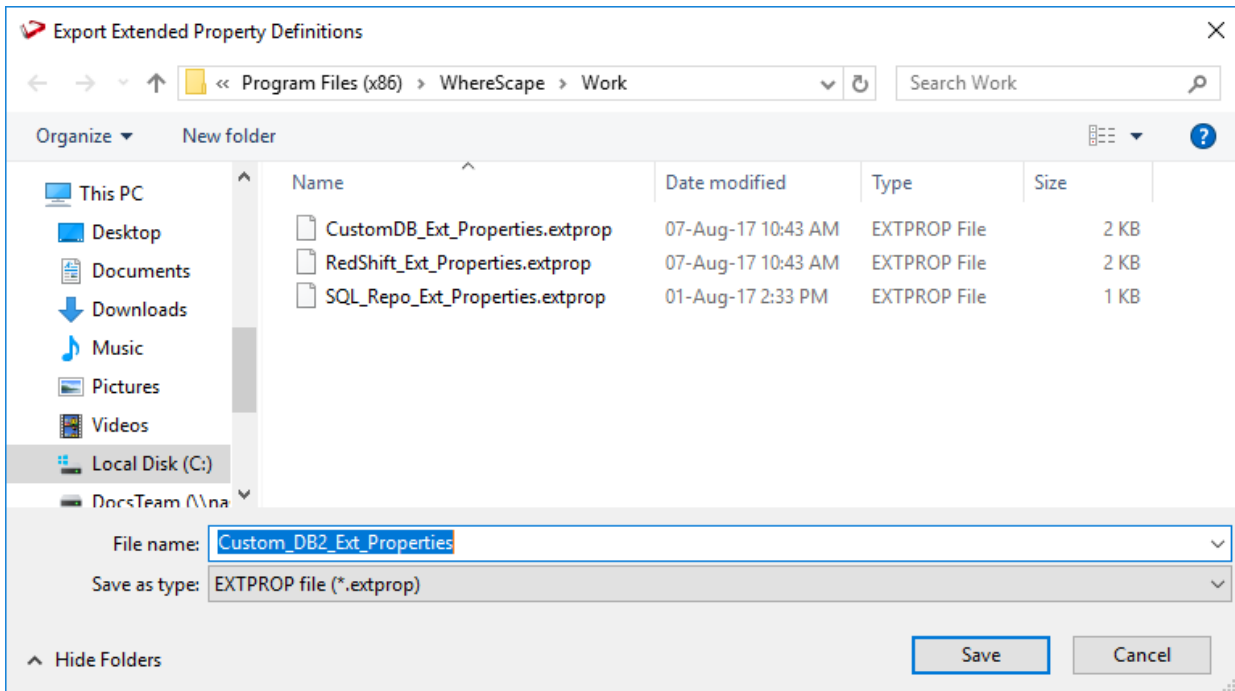 Export Extended Property Definitions
« Program Files (x86) > WhereScape > Work
Search Work
Organize
New folder
Name Date modified Type Size
This PC
Desktop
Documents
Downloads
Music
Pictures
Videos
Local Disk (C:)
DocsTeam (\\na
CustomDB_Ext_Properties.extprop 07-Aug-17 10:43 AM EXTPROP File 2 KB
RedShift_Ext_Properties.extprop 07-Aug-17 10:43 AM EXTPROP File 2 KB
SQL_Repo_Ext_Properties.extprop 01-Aug-17 2:33 PM EXTPROP File 1 KB
File name: Custom_DB2_Ext_Properties
Save as type: EXTPROP file (*.extprop)
Hide Folders
Save
Cancel